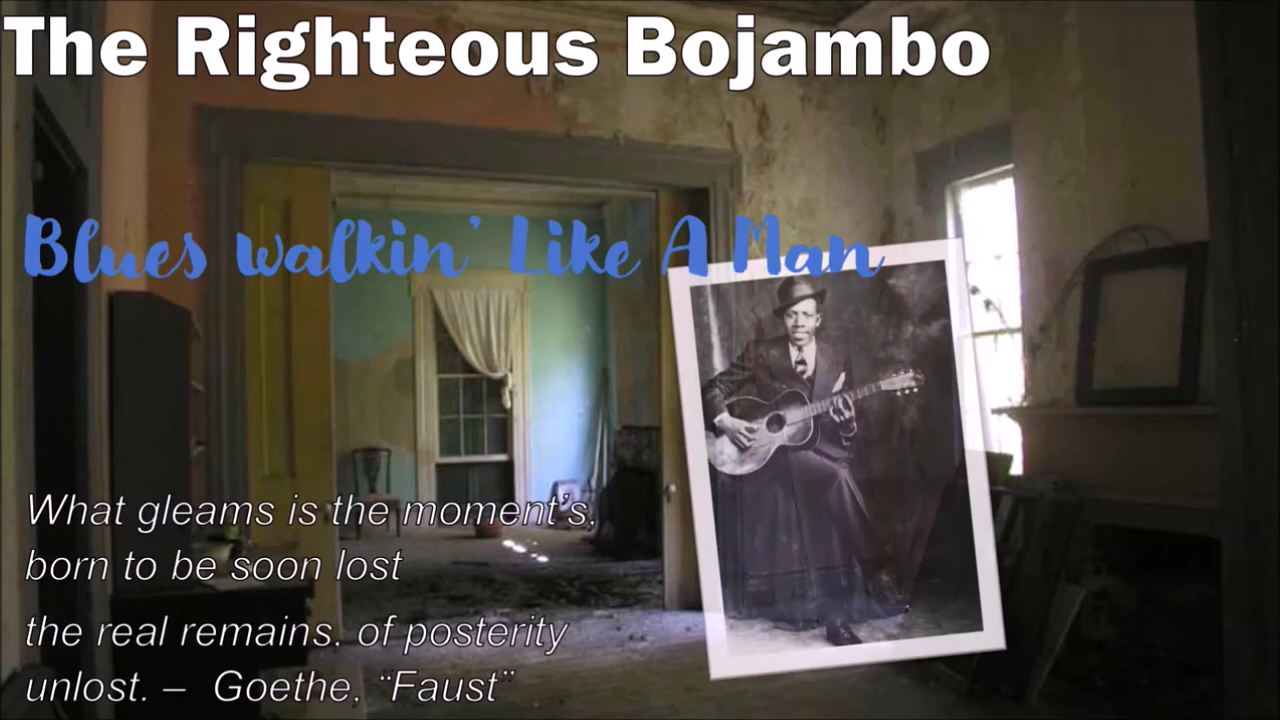 The Righteous Bojambo
Blues walkin' Like A Man
What gleams is the moment's,
born to be soon lost
the real remains, of posterity
unlost. – Goethe, “Faust”